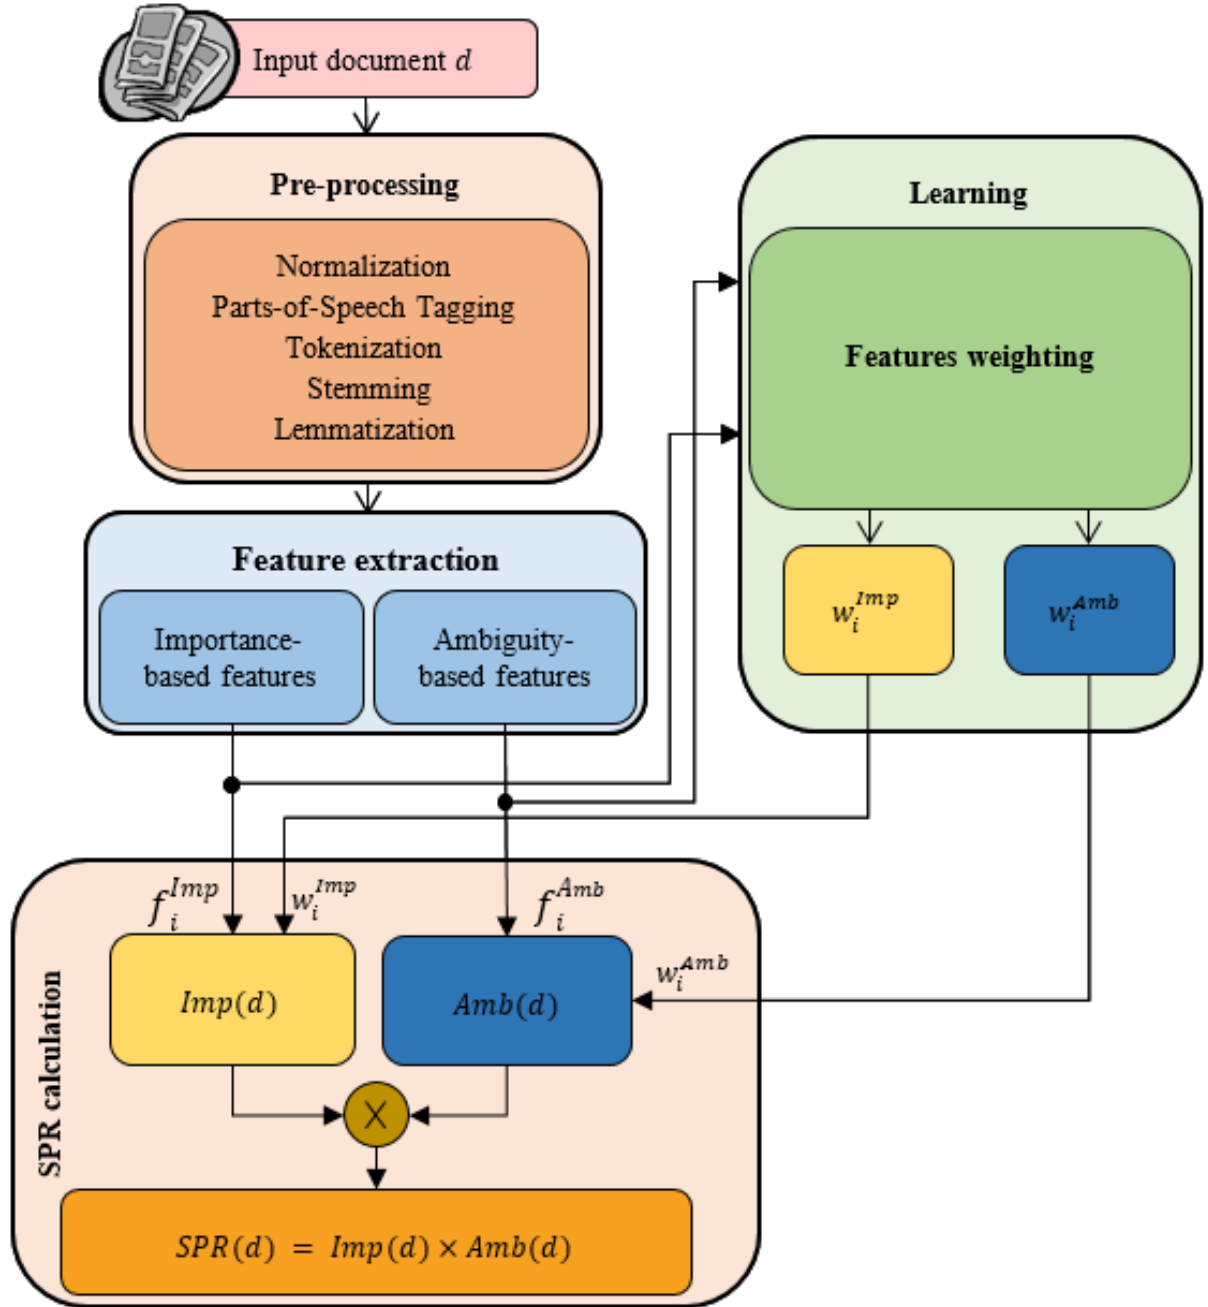 Input document d
Pre-processing
Normalization
Parts-of-Speech Tagging
Tokenization
Stemming
Lemmatization
Learning
Features weighting
w_i^{Imp}
w_i^{Amb}
Feature extraction
Importance-
based features
Ambiguity-
based features
SPR calculation
f_i^{Imp}
w_i^{Imp}
f_i^{Amb}
w_i^{Amb}
Imp(d)
Amb(d)
X
SPR(d) = Imp(d) × Amb(d)